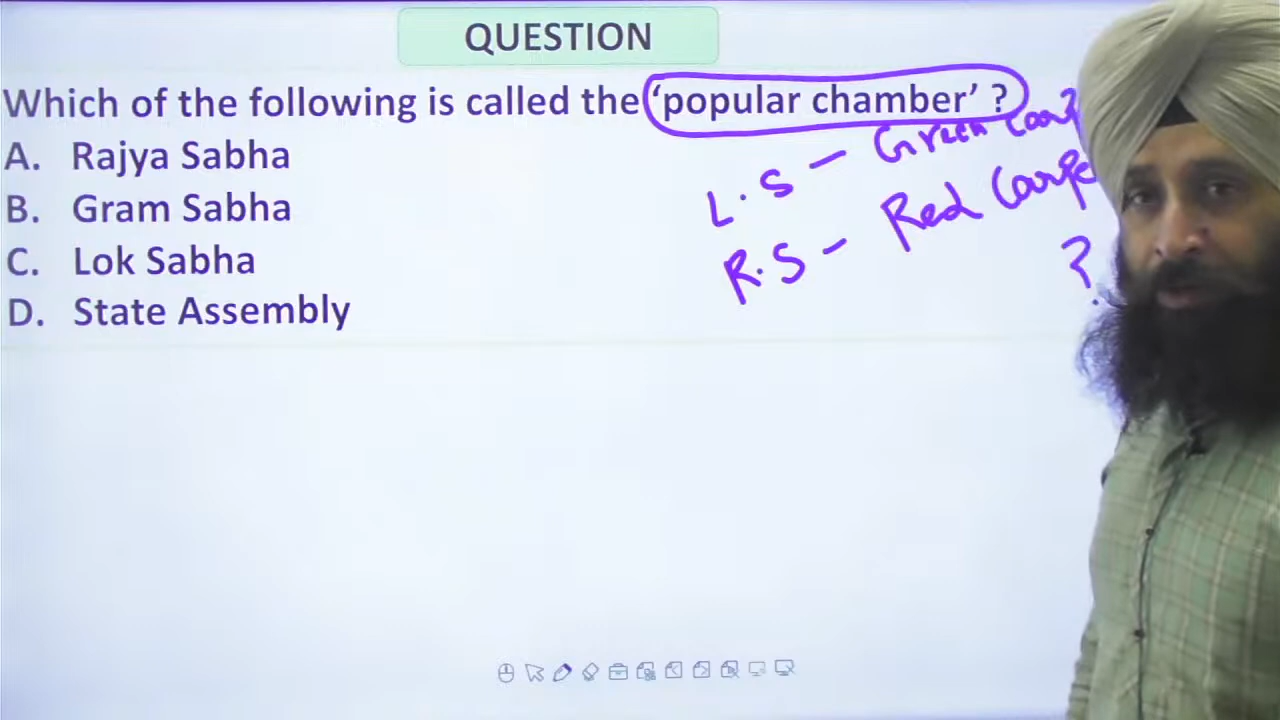 QUESTION
Which of the following is called the ‘popular chamber’ ?
A. Rajya Sabha
B. Gram Sabha
C. Lok Sabha
D. State Assembly
L.S — Green
R.S — Red
?